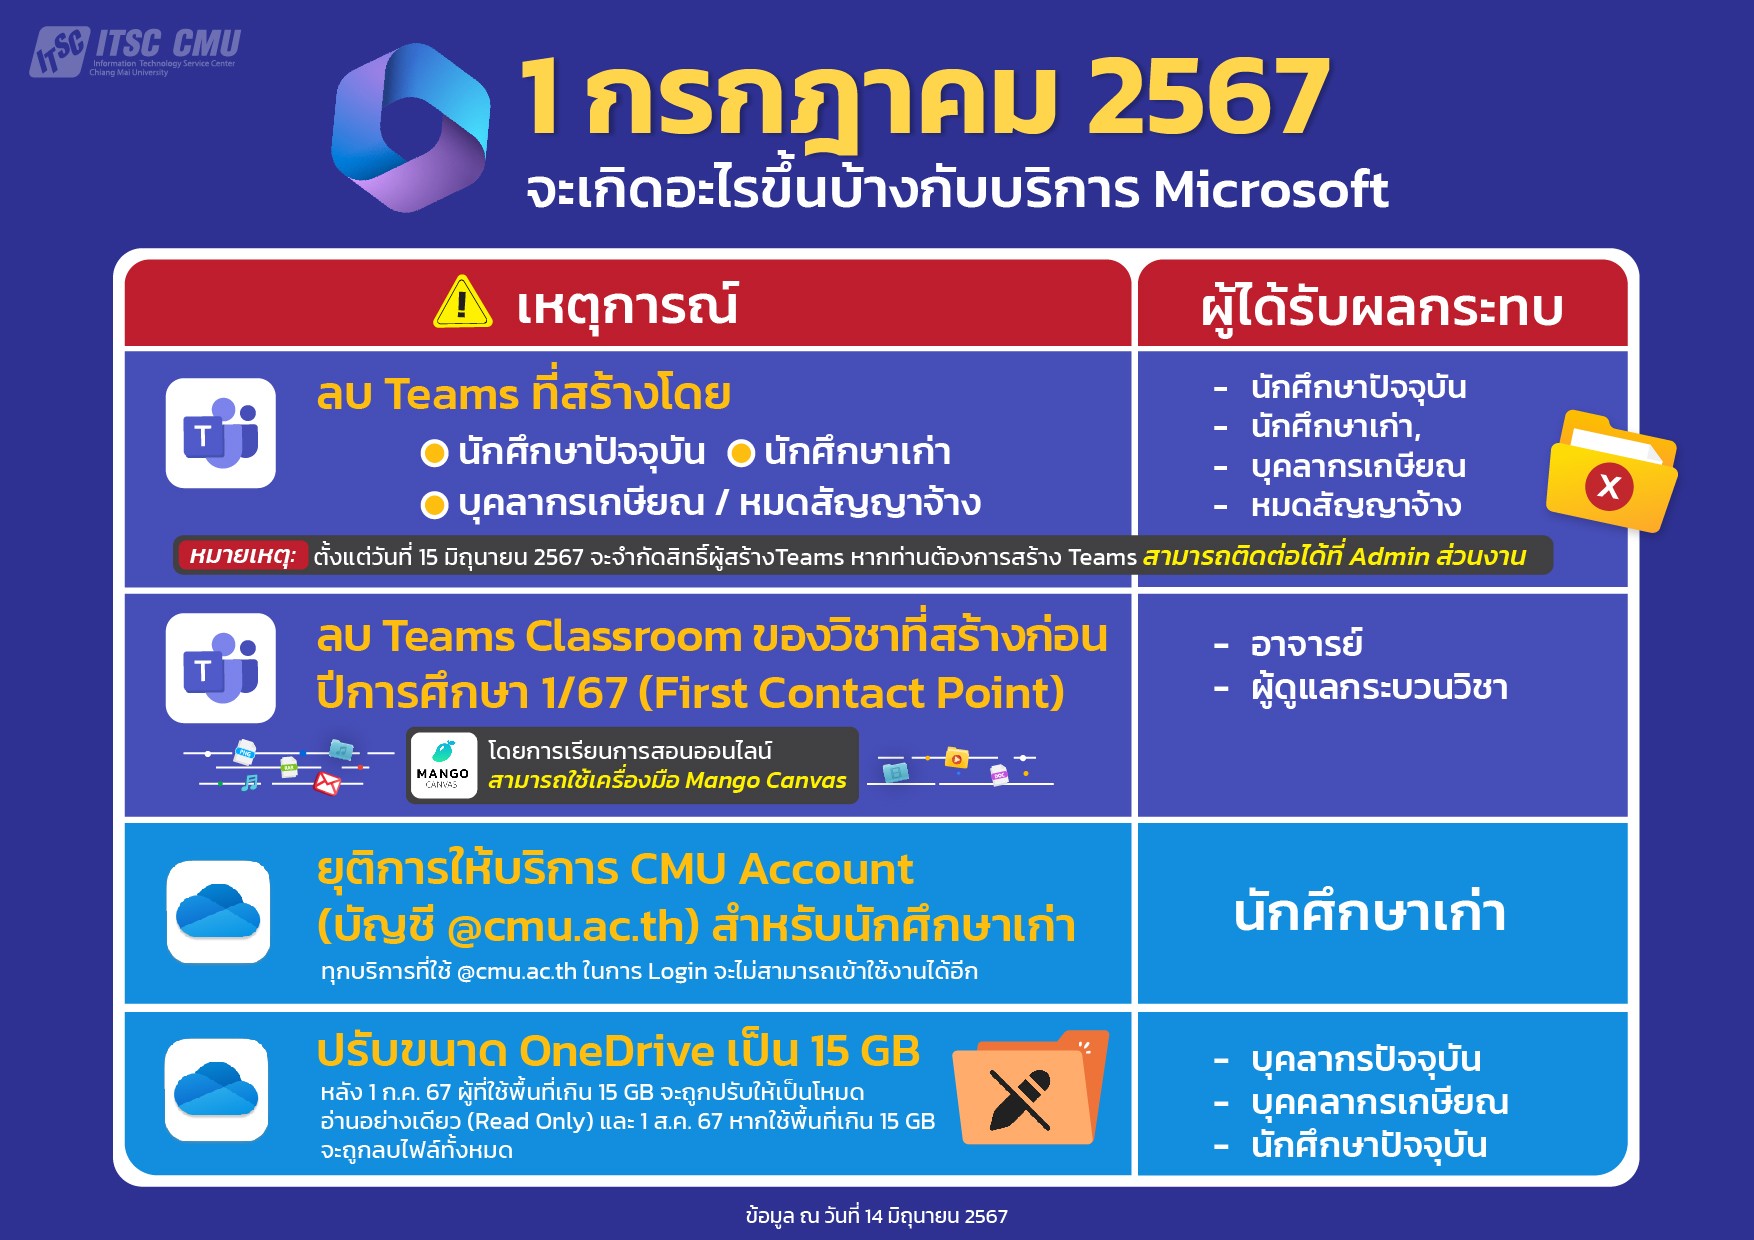 ITSC
ITSC CMU
Information Technology Service Center
Chiang Mai University
1 กรกฎาคม 2567
จะเกิดอะไรขึ้นบ้างกับบริการ Microsoft
! เหตุการณ์
ผู้ได้รับผลกระทบ
T
ลบ Teams ที่สร้างโดย
นักศึกษาปัจจุบัน นักศึกษาเก่า
บุคลากรเกษียณ / หมดสัญญาจ้าง
- นักศึกษาปัจจุบัน
- นักศึกษาเก่า,
- บุคลากรเกษียณ
- หมดสัญญาจ้าง
X
หมายเหตุ: ตั้งแต่วันที่ 15 มิถุนายน 2567 จะจำกัดสิทธิ์ผู้สร้างTeams หากท่านต้องการสร้าง Teams สามารถติดต่อได้ที่ Admin ส่วนงาน
T
ลบ Teams Classroom ของวิชาที่สร้างก่อน
ปีการศึกษา 1/67 (First Contact Point)
MANGO
CANVAS
โดยการเรียนการสอนออนไลน์
สามารถใช้เครื่องมือ Mango Canvas
- อาจารย์
- ผู้ดูแลกระบวนวิชา
ยุติการให้บริการ CMU Account
(บัญชี @cmu.ac.th) สำหรับนักศึกษาเก่า
ทุกบริการที่ใช้ @cmu.ac.th ในการ Login จะไม่สามารถเข้าใช้งานได้อีก
นักศึกษาเก่า
ปรับขนาด OneDrive เป็น 15 GB
หลัง 1 ก.ค. 67 ผู้ที่ใช้พื้นที่เกิน 15 GB จะถูกปรับให้เป็นโหมด
อ่านอย่างเดียว (Read Only) และ 1 ส.ค. 67 หากใช้พื้นที่เกิน 15 GB
จะถูกลบไฟล์ทั้งหมด
- บุคลากรปัจจุบัน
- บุคคลากรเกษียณ
- นักศึกษาปัจจุบัน
ข้อมูล ณ วันที่ 14 มิถุนายน 2567